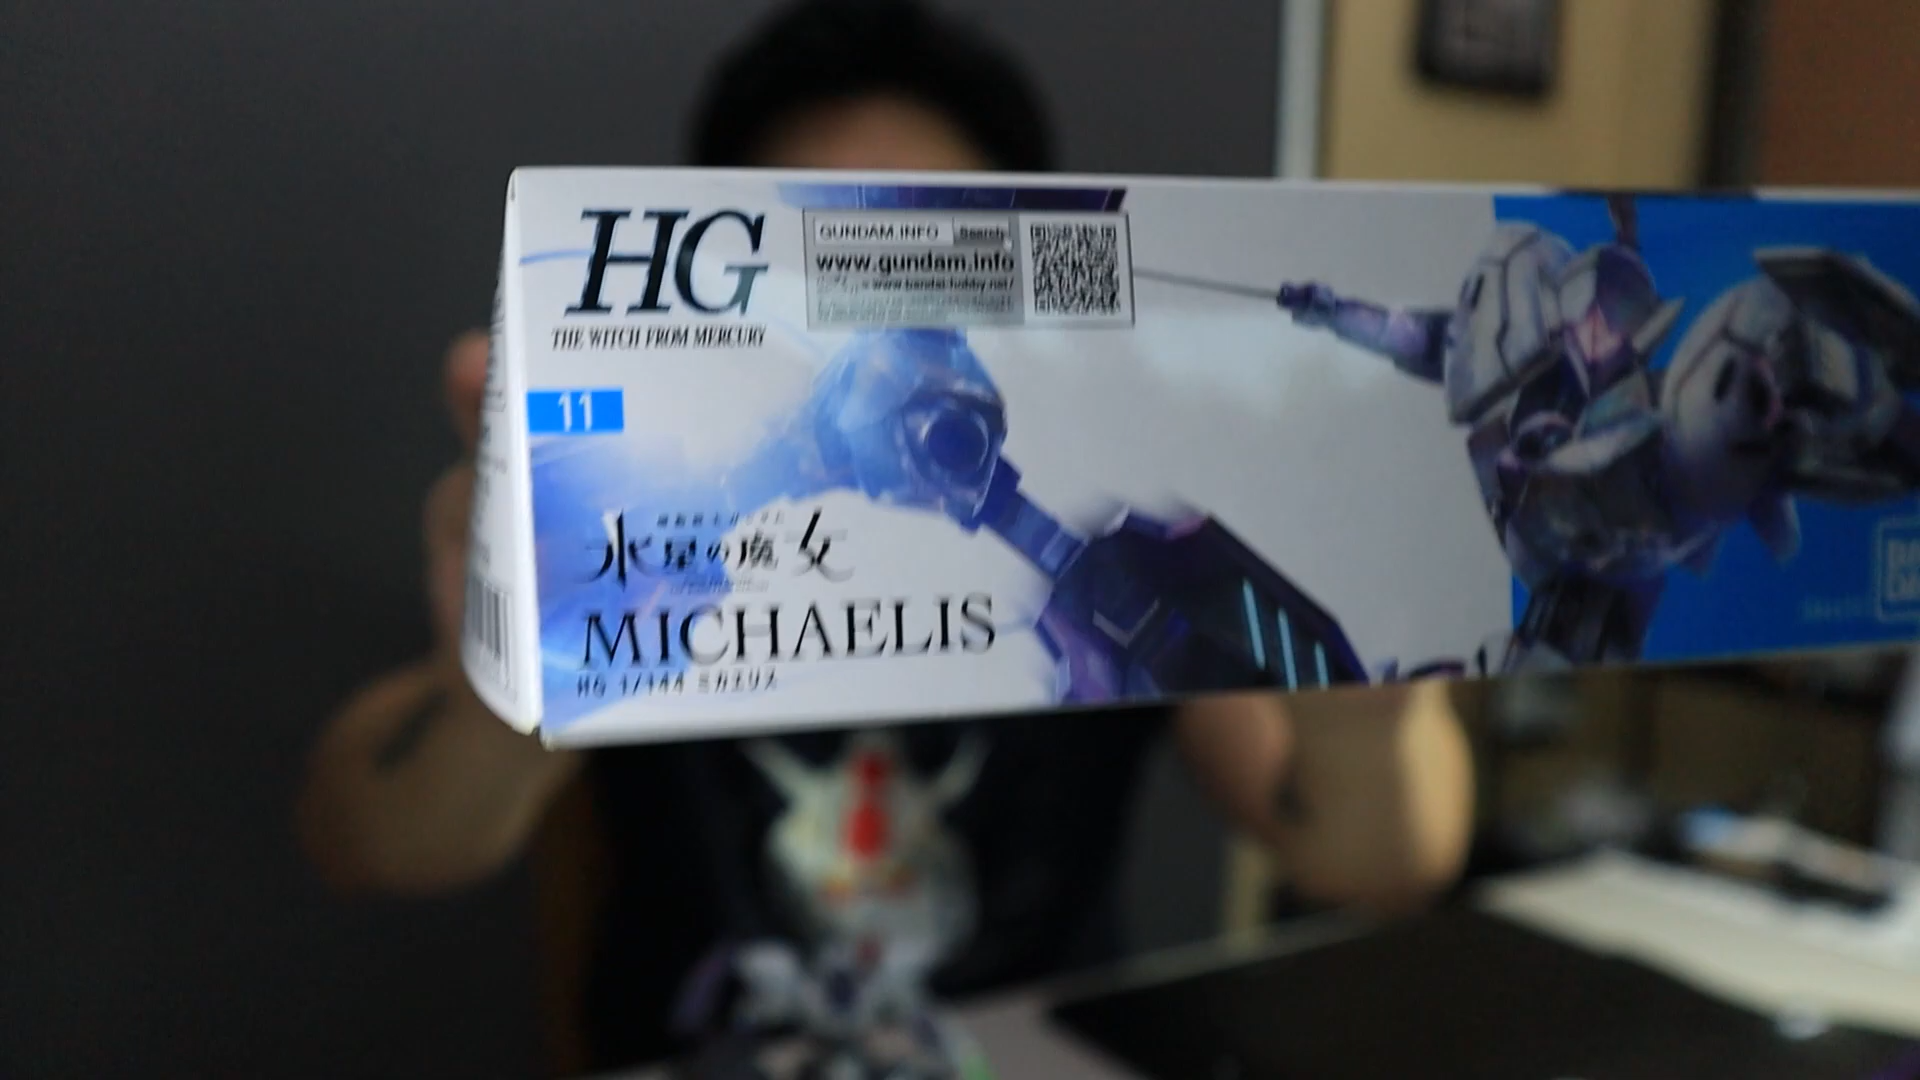 HG
THE WITCH FROM MERCURY
GUNDAM.INFO Search
www.gundam.info
11
水星の魔女
MICHAELIS
HG 1/144 ミカエリス